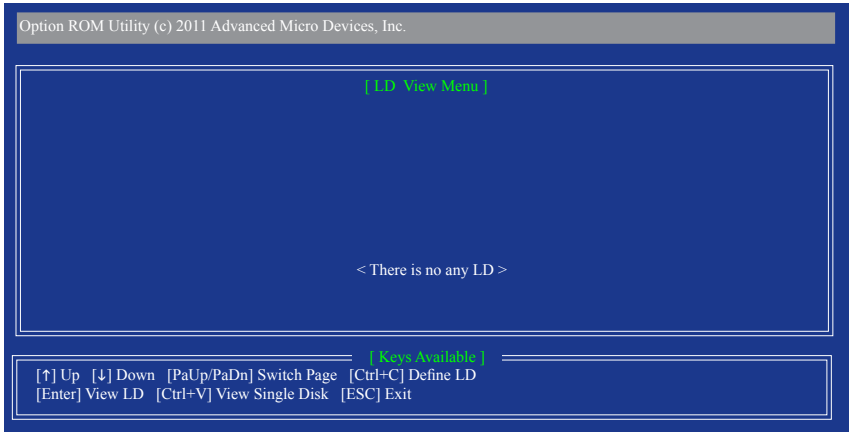 Option ROM Utility (c) 2011 Advanced Micro Devices, Inc.
[ LD View Menu ]
< There is no any LD >
[ Keys Available ]
[↑] Up [↓] Down [PaUp/PaDn] Switch Page [Ctrl+C] Define LD
[Enter] View LD [Ctrl+V] View Single Disk [ESC] Exit